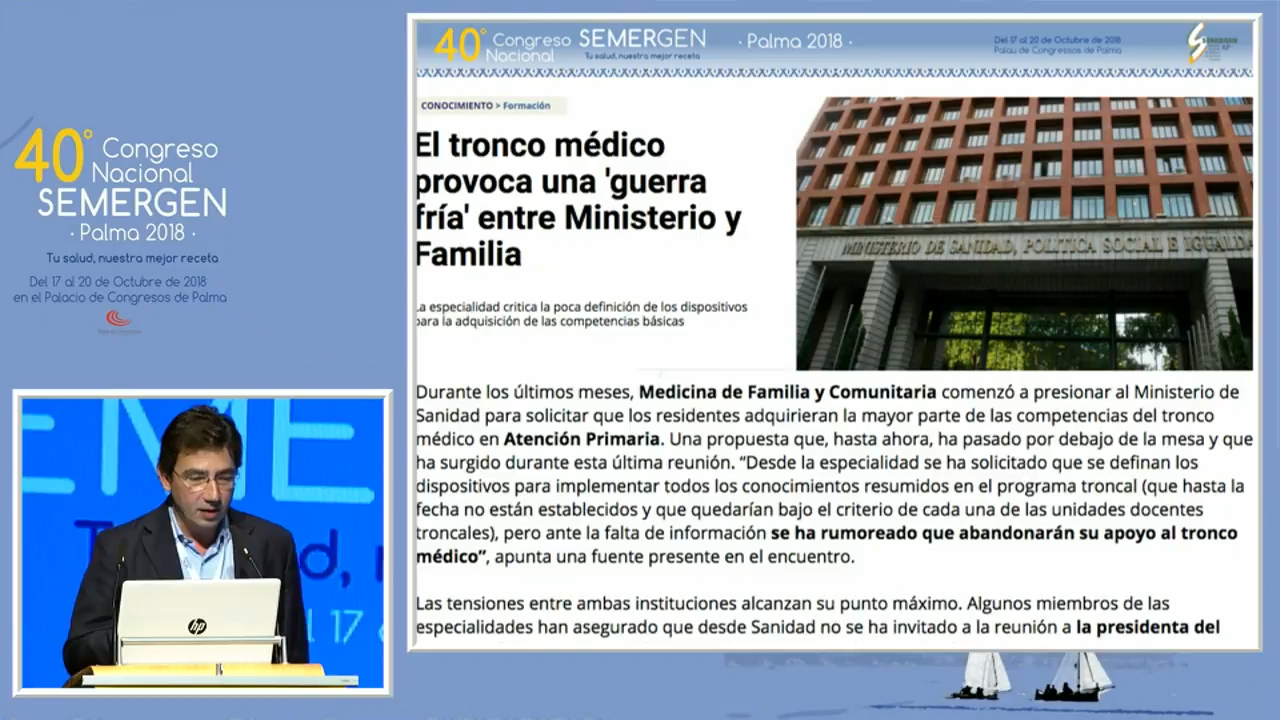 40° Congreso
Nacional
SEMERGEN
· Palma 2018 ·
Tu salud, nuestra mejor receta
Del 17 al 20 de Octubre de 2018
en el Palacio de Congresos de Palma
40° Congreso
Nacional
SEMERGEN
Tu salud, nuestra mejor receta
· Palma 2018 ·
Del 17 al 20 de Octubre de 2018
Palau de Congressos de Palma
CONOCIMIENTO > Formación
El tronco médico
provoca una 'guerra
fría' entre Ministerio y
Familia
La especialidad critica la poca definición de los dispositivos
para la adquisición de las competencias básicas
MINISTERIO DE SANIDAD, POLITICA SOCIAL E IGUALDA
Durante los últimos meses, Medicina de Familia y Comunitaria comenzó a presionar al Ministerio de
Sanidad para solicitar que los residentes adquirieran la mayor parte de las competencias del tronco
médico en Atención Primaria. Una propuesta que, hasta ahora, ha pasado por debajo de la mesa y que
ha surgido durante esta última reunión. “Desde la especialidad se ha solicitado que se definan los
dispositivos para implementar todos los conocimientos resumidos en el programa troncal (que hasta la
fecha no están establecidos y que quedarían bajo el criterio de cada una de las unidades docentes
troncales), pero ante la falta de información se ha rumoreado que abandonarán su apoyo al tronco
médico”, apunta una fuente presente en el encuentro.
Las tensiones entre ambas instituciones alcanzan su punto máximo. Algunos miembros de las
especialidades han asegurado que desde Sanidad no se ha invitado a la reunión a la presidenta del
EME
T d, n
l 17
hp